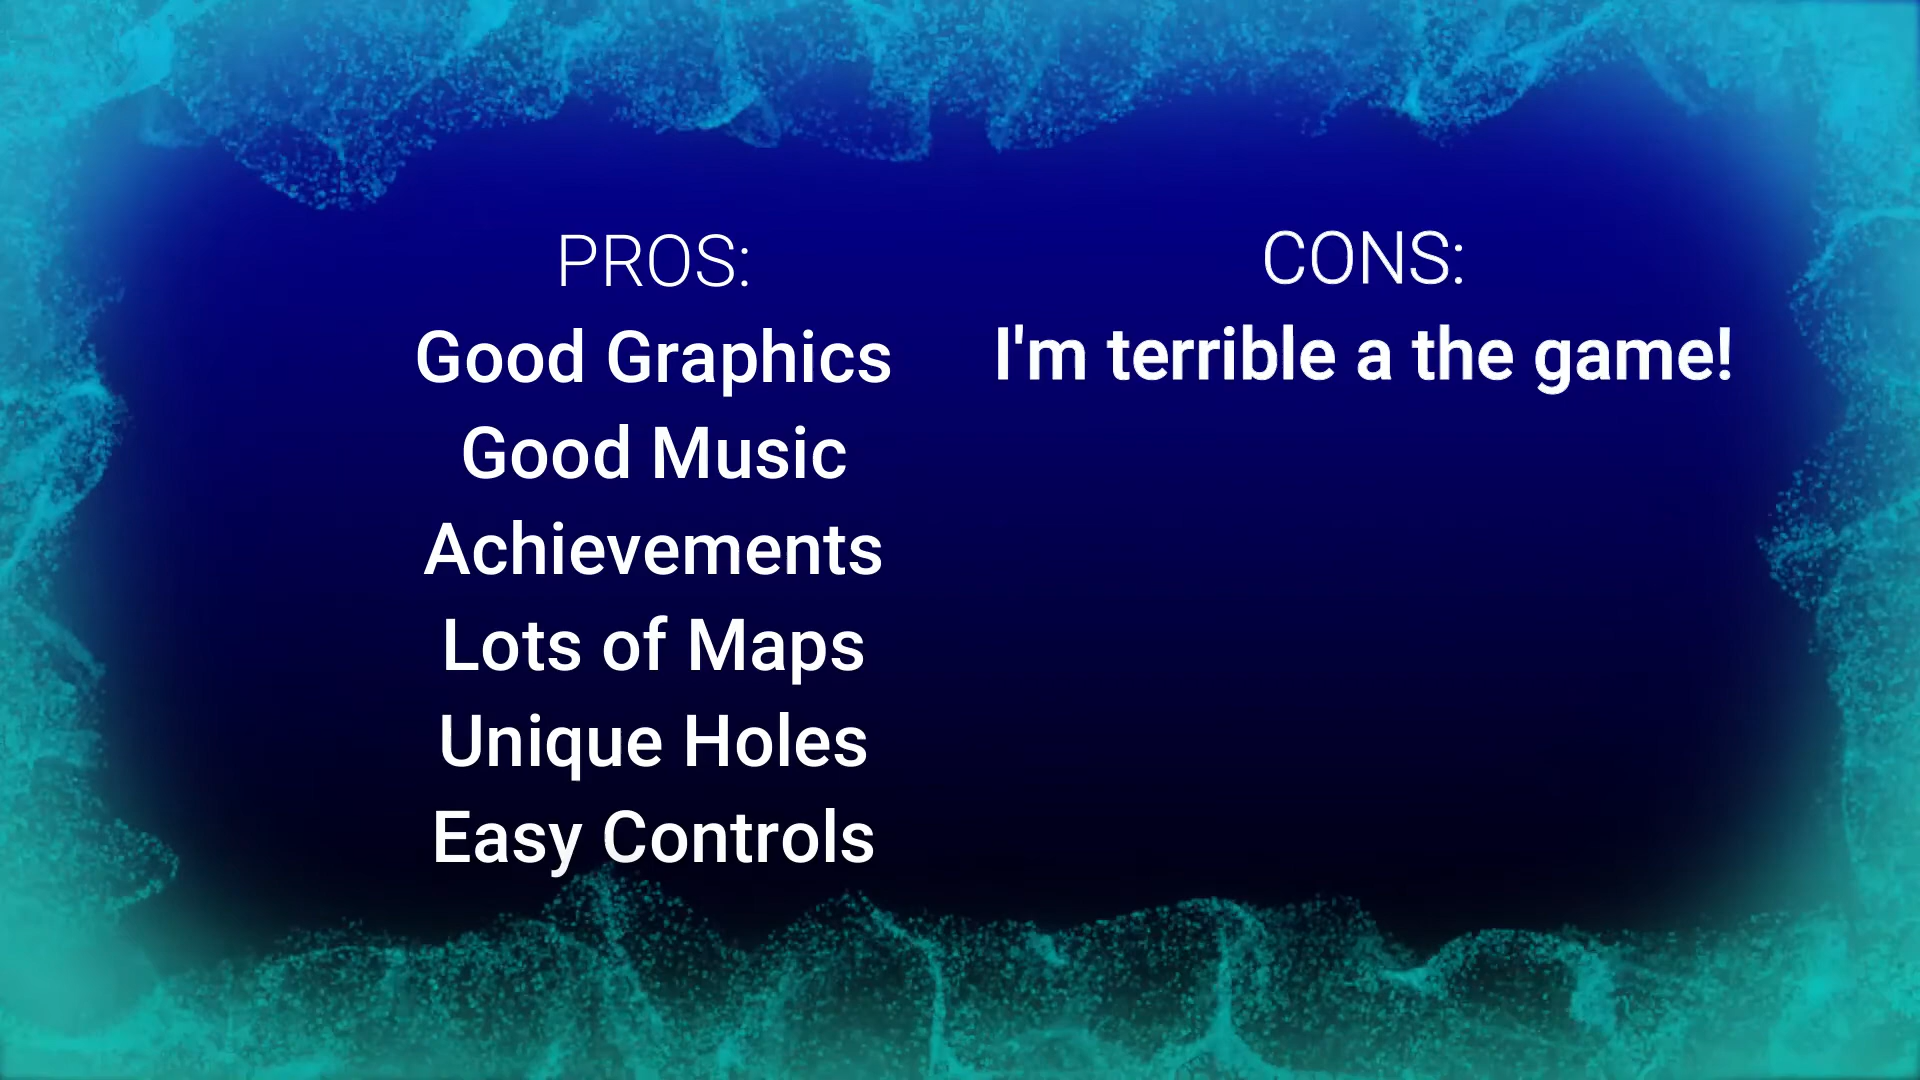 PROS:
Good Graphics
Good Music
Achievements
Lots of Maps
Unique Holes
Easy Controls
CONS:
I'm terrible a the game!